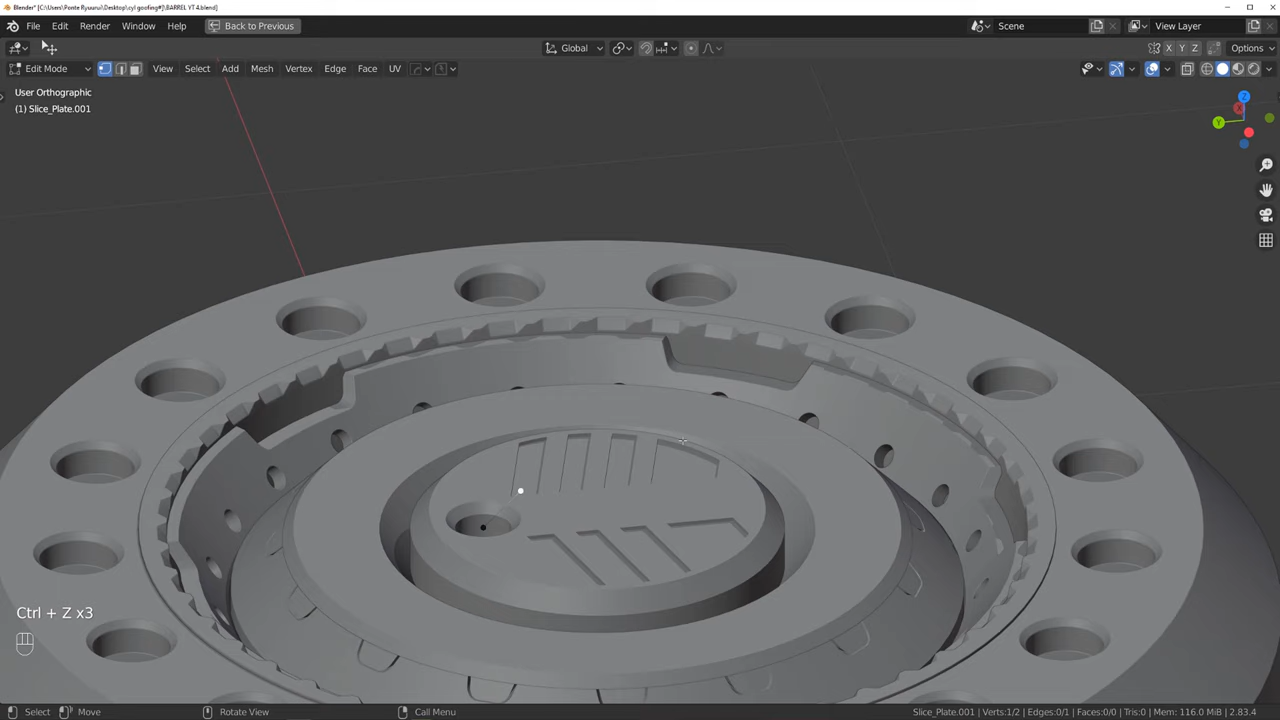 Blender* [C:\Users\Ponte Ryuuru\Desktop\cyl goofing#]\BARREL YT 4.blend]
File Edit Render Window Help Back to Previous Scene View Layer
Global X Y Z Options
Edit Mode View Select Add Mesh Vertex Edge Face UV
User Orthographic
(1) Slice_Plate.001
Z
X
Y
Ctrl + Z x3
Select Move Rotate View Call Menu Slice_Plate.001 | Verts:1/2 | Edges:0/1 | Faces:0/0 | Tris:0 | Mem: 116.0 MiB | 2.83.4